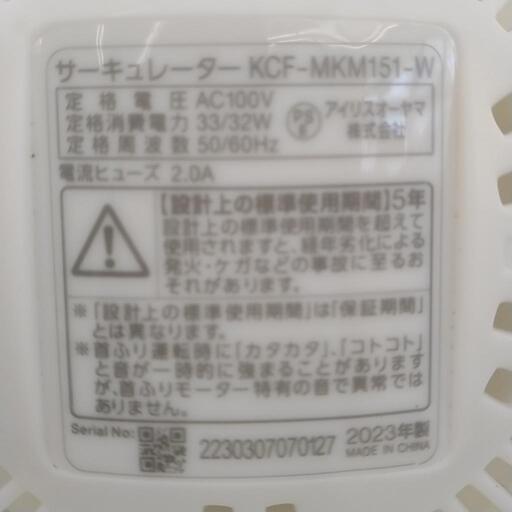 サーキュレーター KCF-MKM151-W
定格電圧 AC100V
定格消費電力 33/32W
定格周波数 50/60Hz
PSE
アイリスオーヤマ
株式会社
電流ヒューズ 2.0A
【設計上の標準使用期間】5年
設計上の標準使用期間を超えて
使用されますと、経年劣化による
発火・ケガなどの事故に至るお
それがあります。
※「設計上の標準使用期間」は「保証期間」
とは異なります。
※首ふり運転時に「カタカタ」、「コトコト」
と音が一時的に強まることがあります
が、首ふりモーター特有の音で異常では
ありません。
Serial No:
2230307070127
2023年製
MADE IN CHINA